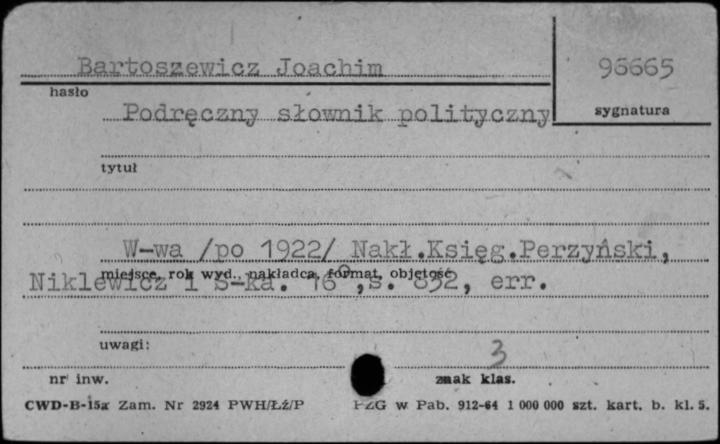 Bartoszewicz Joachim
96665
hasło
sygnatura
Podręczny słownik polityczny
tytuł
W-wa /po 1922/ Nakł.Księg.Perzyński,
miejsce, rok wyd., nakładca, format, objętość
Niklewicz i S-ka. 16°,s. 832, err.
uwagi:
3
nr inw.
znak klas.
CWD-B-15a Zam. Nr 2924 PWH/Łź/P
PZG w Pab. 912-64 1 000 000 szt. kart. b. kl. 5.